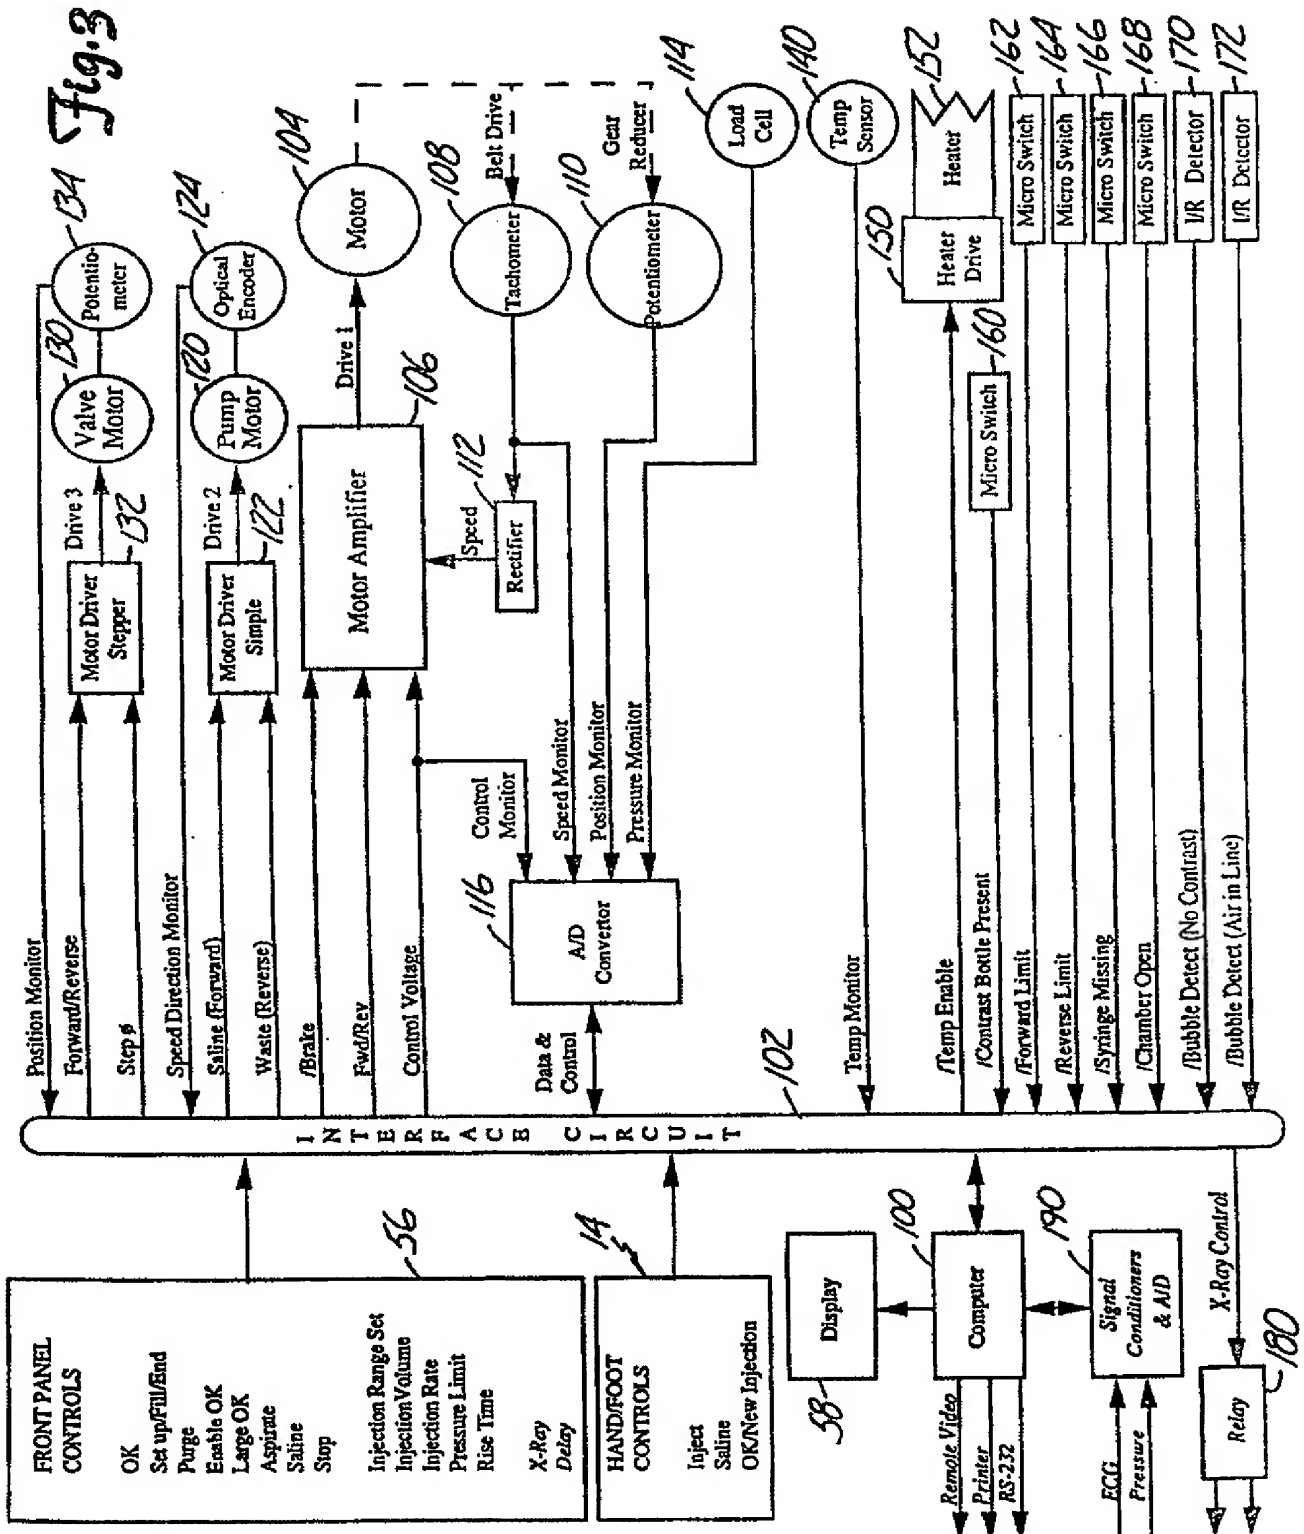 Fig. 3
134
Potentio-
meter
130
Valve
Motor
Drive 3
132
Motor Driver
Stepper
Position Monitor
Forward/Reverse
Step ø
124
Optical
Encoder
120
Pump
Motor
Drive 2
122
Motor Driver
Simple
Speed Direction Monitor
Saline (Forward)
Waste (Reverse)
104
Motor
Drive 1
106
Motor Amplifier
/Brake
Fwd/Rev
Control Voltage
Belt Drive
108
Tachometer
112
Speed
Rectifier
Gear
Reducer
110
Potentiometer
114
Load
Cell
Control
Monitor
Speed Monitor
Position Monitor
Pressure Monitor
116
A/D
Convertor
Data &
Control
140
Temp
Sensor
Temp Monitor
152
Heater
150
Heater
Drive
/Temp Enable
160
Micro Switch
/Contrast Bottle Present
162
Micro Switch
/Forward Limit
164
Micro Switch
/Reverse Limit
166
Micro Switch
/Syringe Missing
168
Micro Switch
/Chamber Open
170
I/R Detector
/Bubble Detect (No Contrast)
172
I/R Detector
/Bubble Detect (Air in Line)
102
INTERFACE CIRCUIT
FRONT PANEL
CONTROLS
OK
Set up/Fill/End
Purge
Enable OK
Large OK
Aspirate
Saline
Stop
Injection Range Set
Injection Volume
Injection Rate
Pressure Limit
Rise Time
X-Ray
Delay
56
HAND/FOOT
CONTROLS
Inject
Saline
OK/New Injection
14
Display
58
100
Computer
Remote Video
Printer
RS-232
190
Signal
Conditioners
& A/D
ECG
Pressure
X-Ray Control
Relay
180